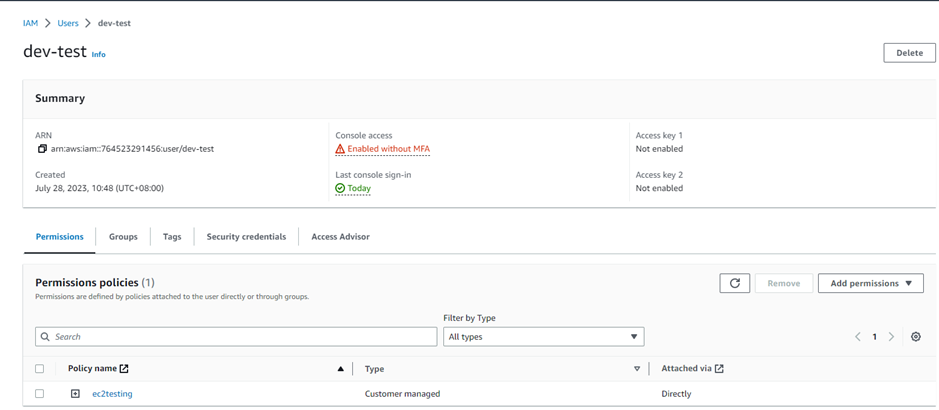 IAM > Users > dev-test
dev-test Info
Delete
Summary
ARN
arn:aws:iam::764523291456:user/dev-test
Console access
Enabled without MFA
Access key 1
Not enabled
Created
July 28, 2023, 10:48 (UTC+08:00)
Last console sign-in
Today
Access key 2
Not enabled
Permissions Groups Tags Security credentials Access Advisor
Permissions policies (1)
Permissions are defined by policies attached to the user directly or through groups.
Remove
Add permissions
Filter by Type
Search
All types
1
Policy name Type Attached via
ec2testing Customer managed Directly